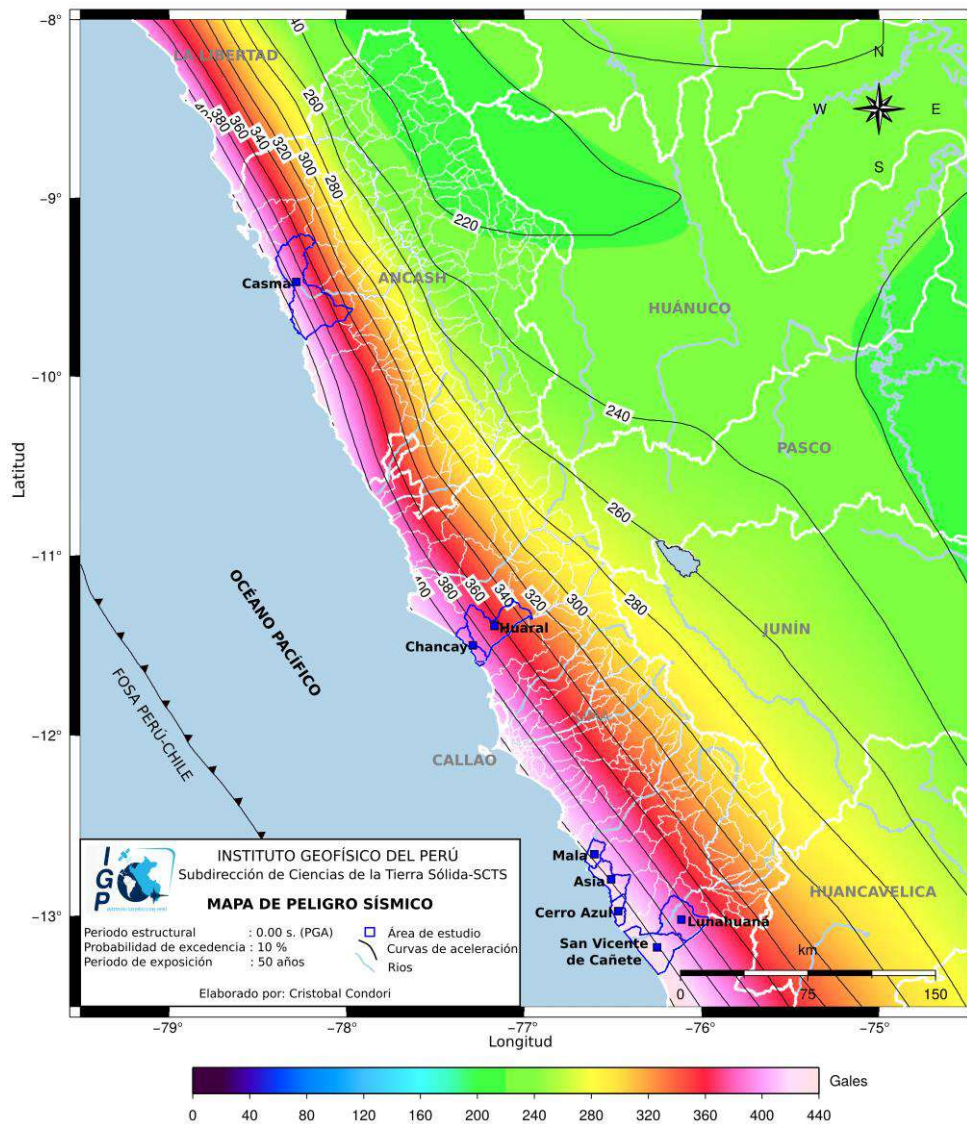 −8°
−9°
−10°
−11°
−12°
−13°
Latitud
LA LIBERTAD
N
W E
S
260
400
380
360
340
320
300
280
220
Casma
ANCASH
HUÁNUCO
240
PASCO
260
OCÉANO PACÍFICO
400
380
360
340
320
300
280
Huaral
Chancay
JUNÍN
FOSA PERÚ-CHILE
CALLAO
Mala
Asia
Cerro Azul
Lunahuaná
San Vicente
de Cañete
HUANCAVELICA
km
0 75 150
IGP
INSTITUTO GEOFÍSICO DEL PERÚ
Subdirección de Ciencias de la Tierra Sólida-SCTS
MAPA DE PELIGRO SÍSMICO
Periodo estructural : 0.00 s. (PGA)
Probabilidad de excedencia : 10 %
Periodo de exposición : 50 años
Área de estudio
Curvas de aceleración
Rios
Elaborado por: Cristobal Condori
−79° −78° −77° −76° −75°
Longitud
Gales
0 40 80 120 160 200 240 280 320 360 400 440